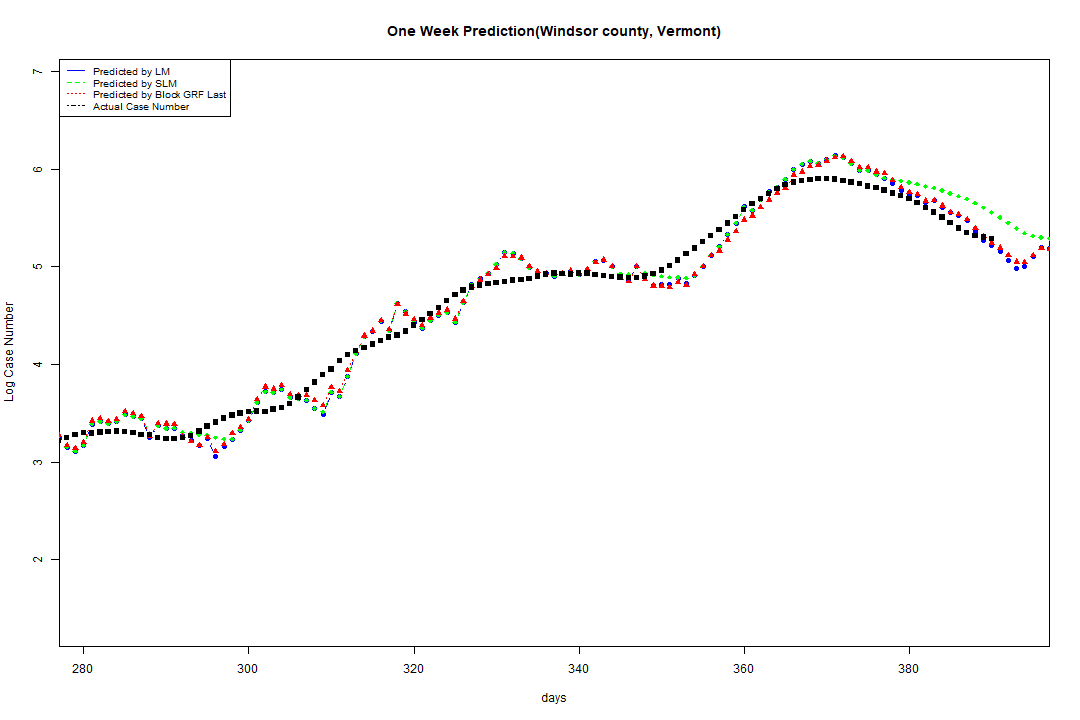 One Week Prediction(Windsor county, Vermont)
Predicted by LM
Predicted by SLM
Predicted by Block GRF Last
Actual Case Number
7
6
5
4
3
2
Log Case Number
280 300 320 340 360 380
days